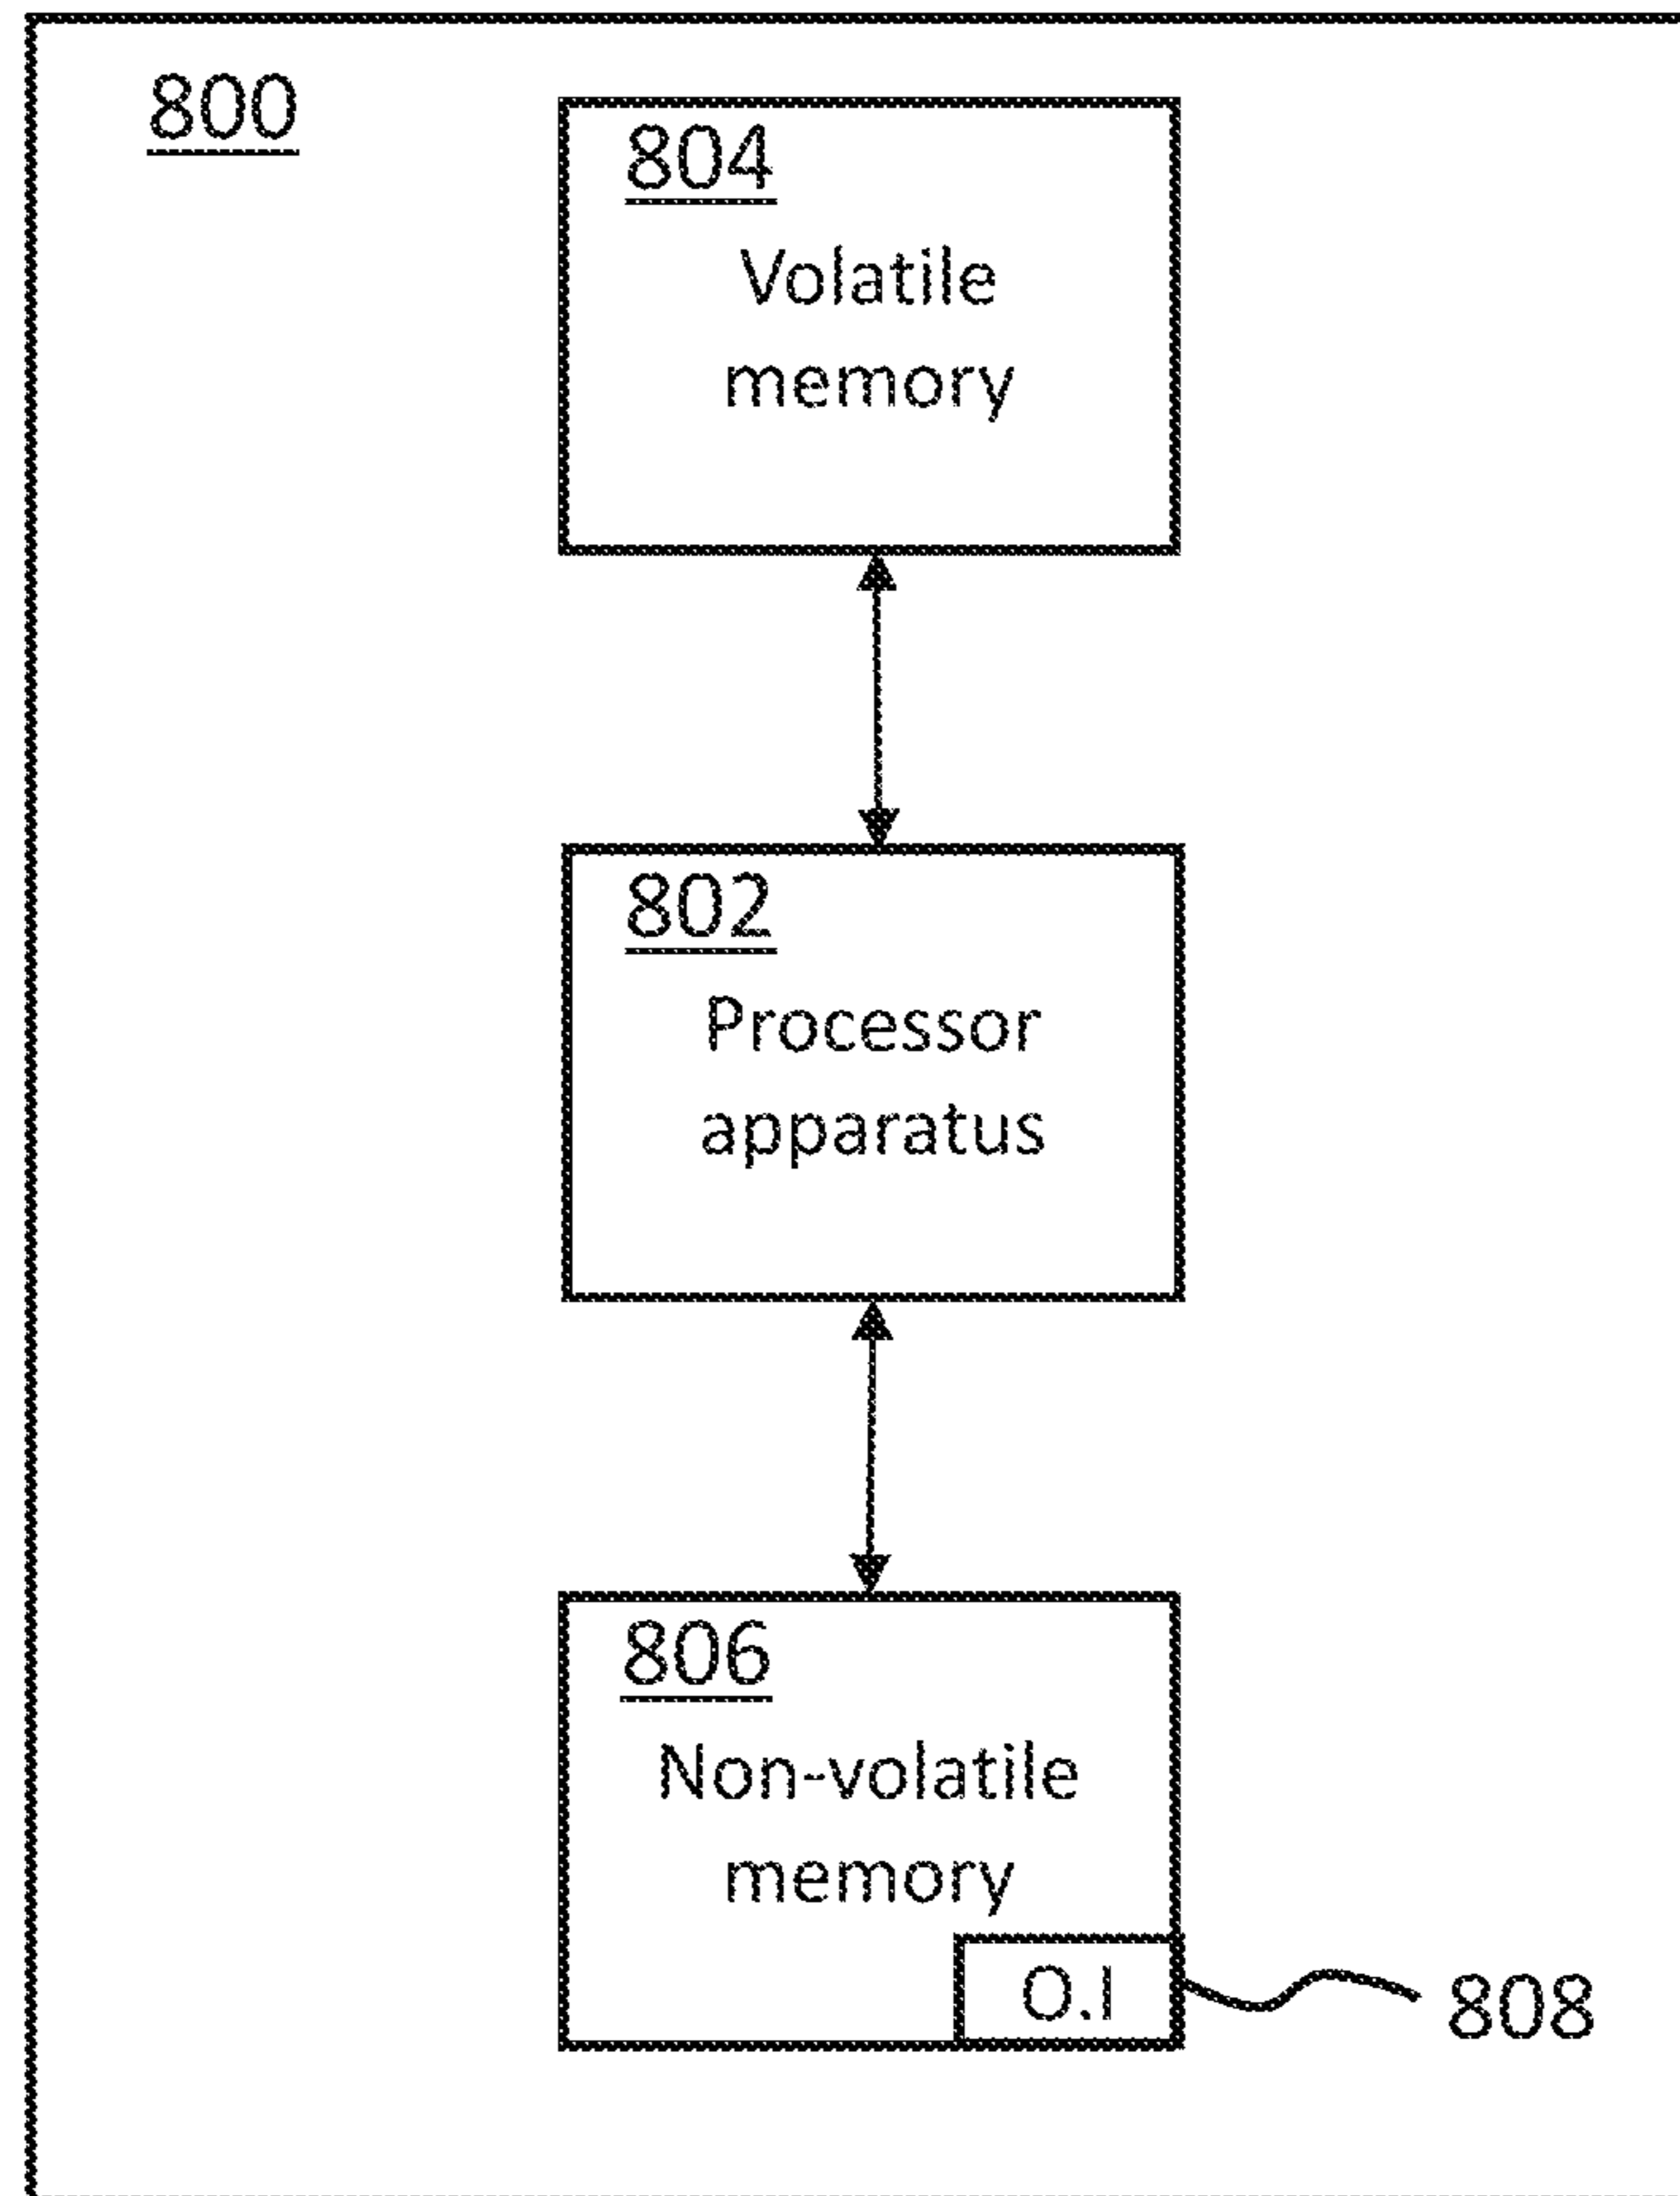 800
804
Volatile
memory
802
Processor
apparatus
806
Non-volatile
memory
O.I
808